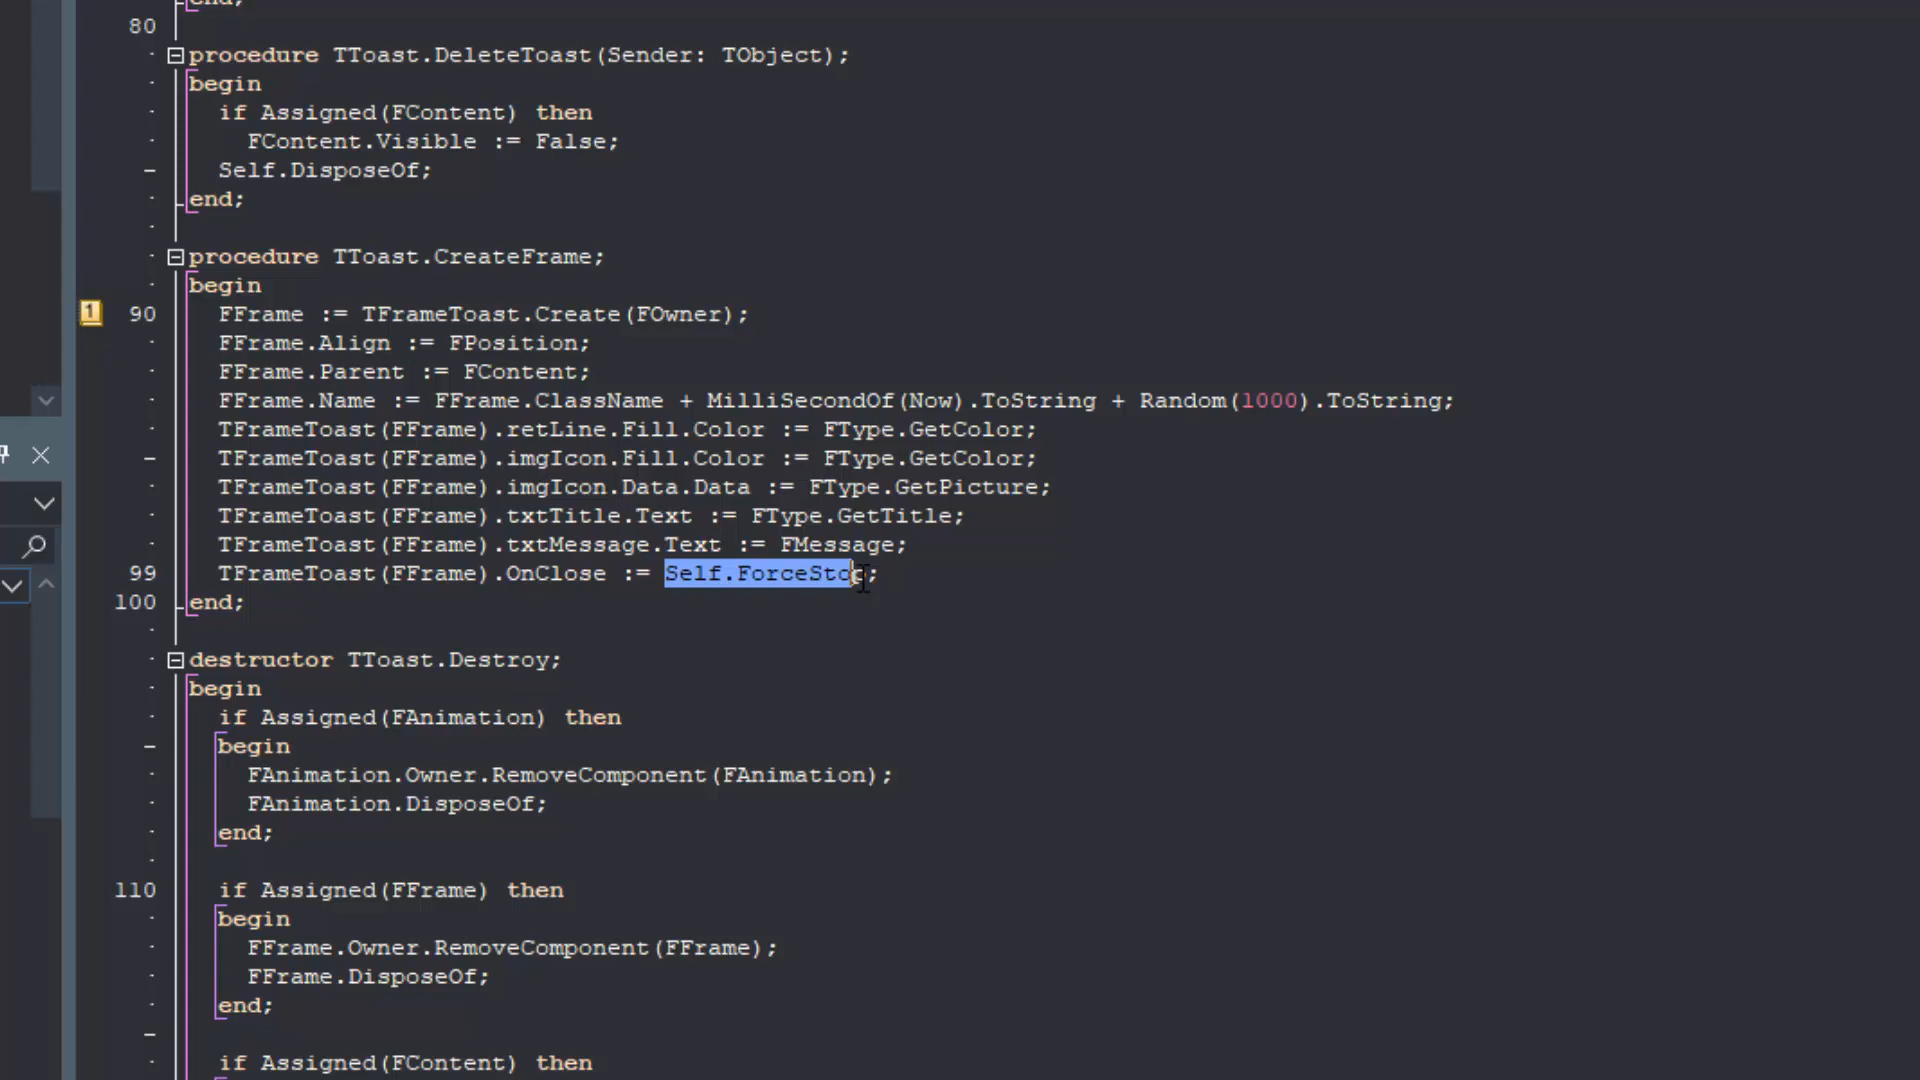 end;
80
procedure TToast.DeleteToast(Sender: TObject);
begin
if Assigned(FContent) then
FContent.Visible := False;
Self.DisposeOf;
end;
procedure TToast.CreateFrame;
begin
1 90 FFrame := TFrameToast.Create(FOwner);
FFrame.Align := FPosition;
FFrame.Parent := FContent;
FFrame.Name := FFrame.ClassName + MilliSecondOf(Now).ToString + Random(1000).ToString;
TFrameToast(FFrame).retLine.Fill.Color := FType.GetColor;
TFrameToast(FFrame).imgIcon.Fill.Color := FType.GetColor;
TFrameToast(FFrame).imgIcon.Data.Data := FType.GetPicture;
TFrameToast(FFrame).txtTitle.Text := FType.GetTitle;
TFrameToast(FFrame).txtMessage.Text := FMessage;
99 TFrameToast(FFrame).OnClose := Self.ForceStop;
100 end;
destructor TToast.Destroy;
begin
if Assigned(FAnimation) then
begin
FAnimation.Owner.RemoveComponent(FAnimation);
FAnimation.DisposeOf;
end;
110 if Assigned(FFrame) then
begin
FFrame.Owner.RemoveComponent(FFrame);
FFrame.DisposeOf;
end;
if Assigned(FContent) then